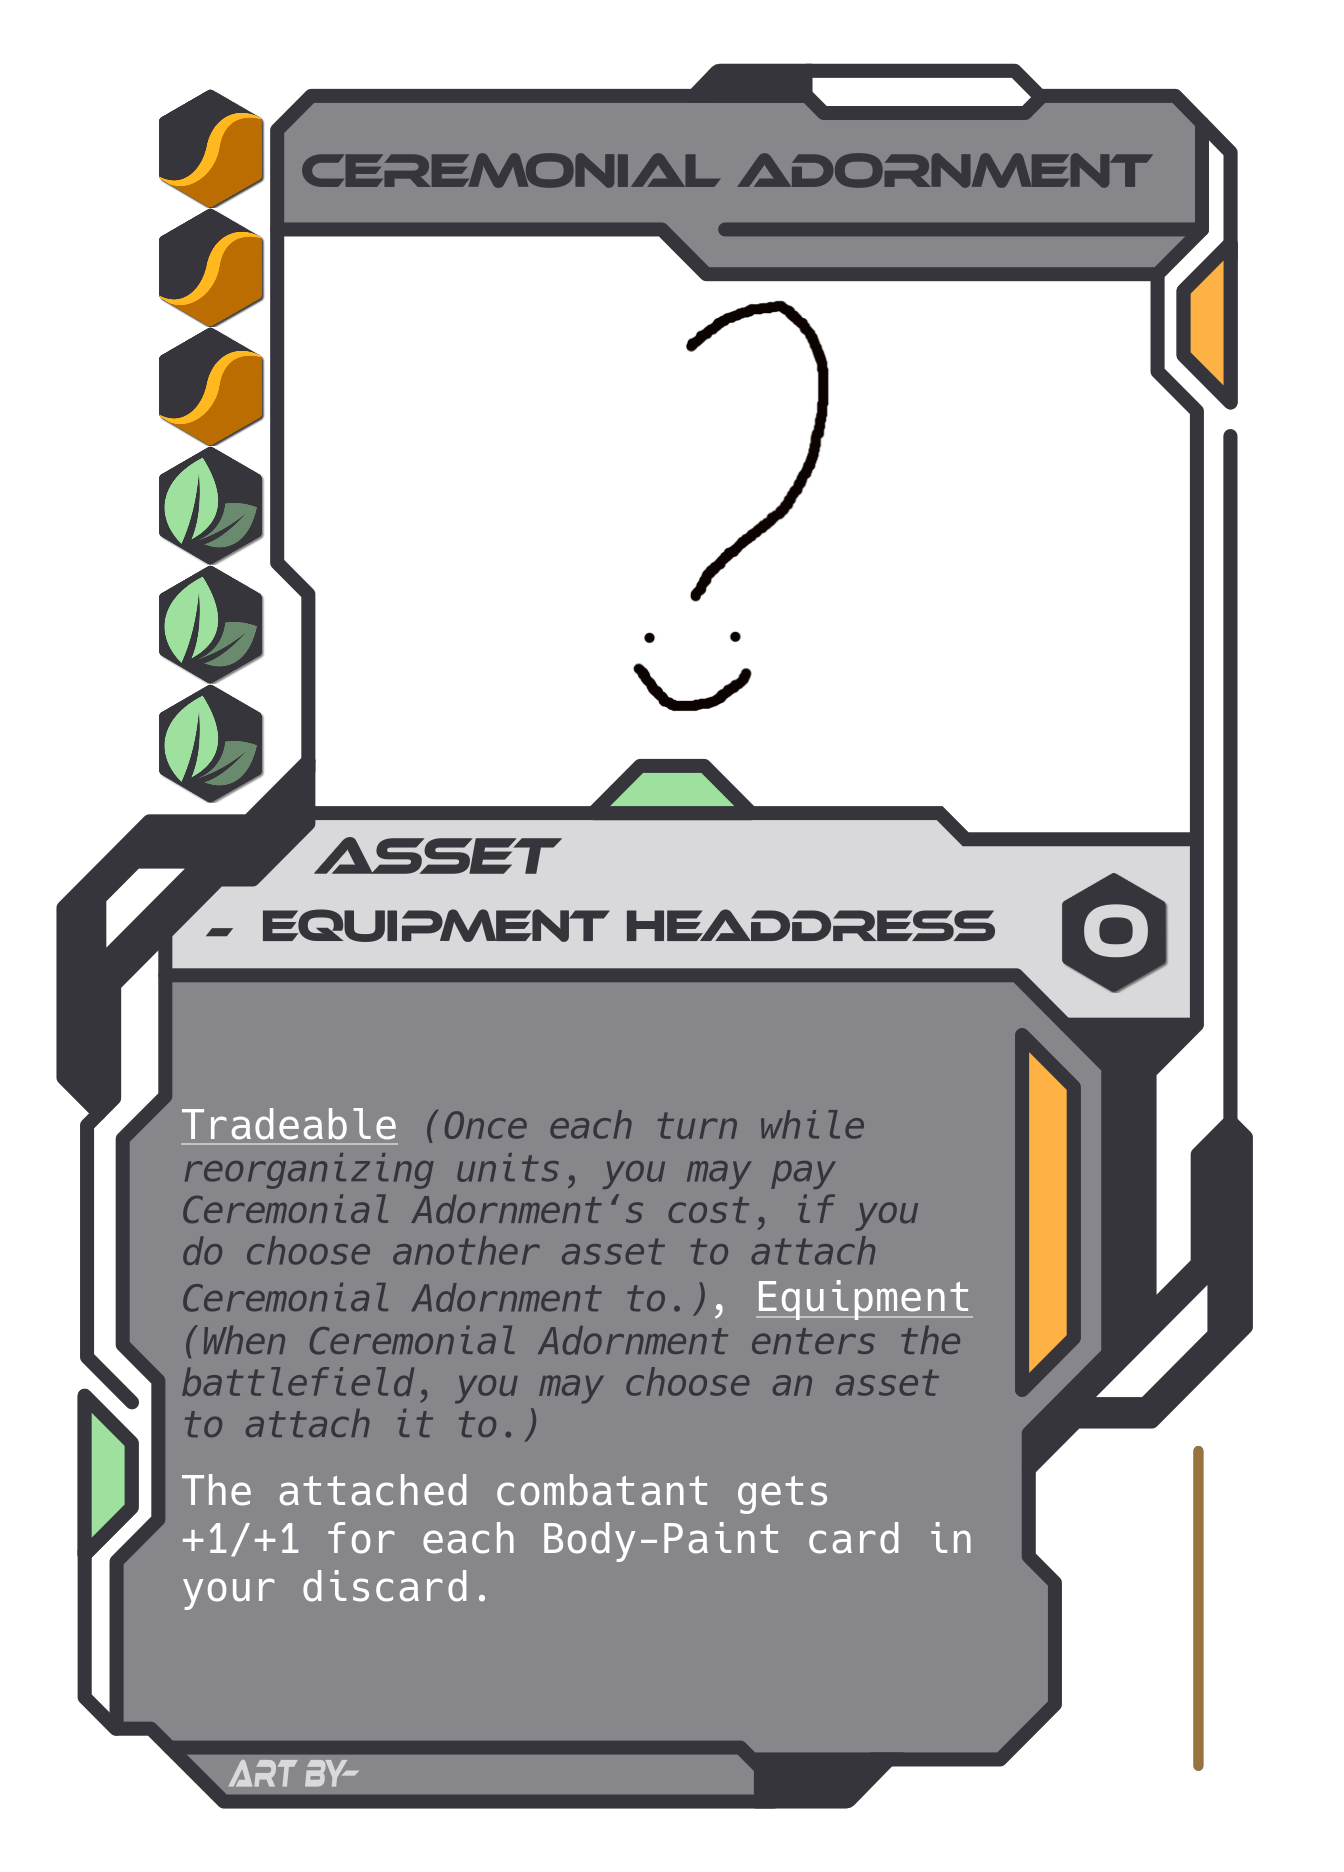 CEREMONIAL ADORNMENT
ASSET
- EQUIPMENT HEADDRESS
0
Tradeable (Once each turn while
reorganizing units, you may pay
Ceremonial Adornment‘s cost, if you
do choose another asset to attach
Ceremonial Adornment to.), Equipment
(When Ceremonial Adornment enters the
battlefield, you may choose an asset
to attach it to.)
The attached combatant gets
+1/+1 for each Body-Paint card in
your discard.
ART BY-